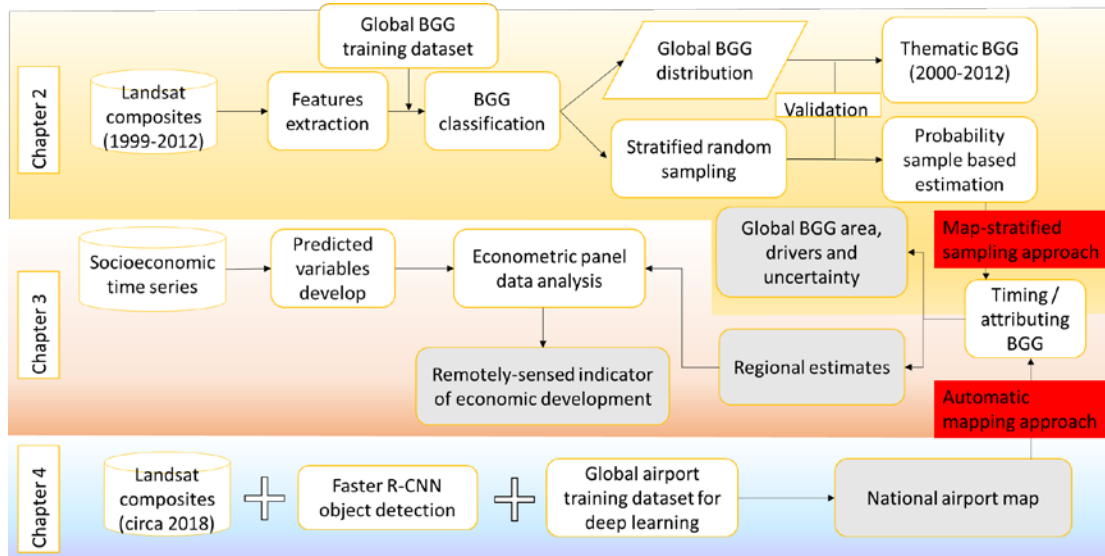 Chapter 2
Landsat
composites
(1999-2012)
Features
extraction
Global BGG
training dataset
BGG
classification
Global BGG
distribution
Stratified random
sampling
Validation
Thematic BGG
(2000-2012)
Probability
sample based
estimation
Map-stratified
sampling approach
Chapter 3
Socioeconomic
time series
Predicted
variables
develop
Econometric panel
data analysis
Remotely-sensed indicator
of economic development
Global BGG area,
drivers and
uncertainty
Regional estimates
Timing /
attributing
BGG
Automatic
mapping approach
Chapter 4
Landsat
composites
(circa 2018)
Faster R-CNN
object detection
Global airport
training dataset for
deep learning
National airport map